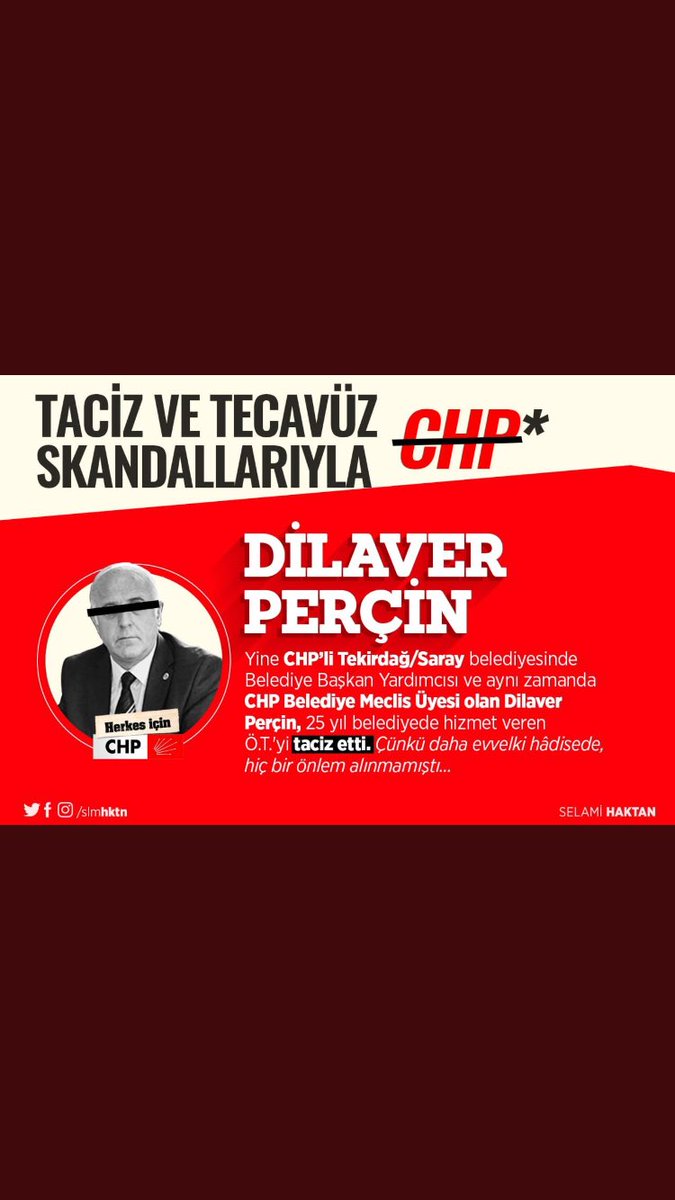 TACİZ VE TECAVÜZ
SKANDALLARIYLA
CHP*
DİLAVER
PERÇİN
Yine CHP'li Tekirdağ/Saray belediyesinde
Belediye Başkan Yardımcısı ve aynı zamanda
CHP Belediye Meclis Üyesi olan Dilaver
Perçin, 25 yıl belediyede hizmet veren
Ö.T.'yi taciz etti. Çünkü daha evvelki hâdisede,
hiç bir önlem alınmamıştı...
Herkes için
CHP
/slmhktn
SELAMİ HAKTAN